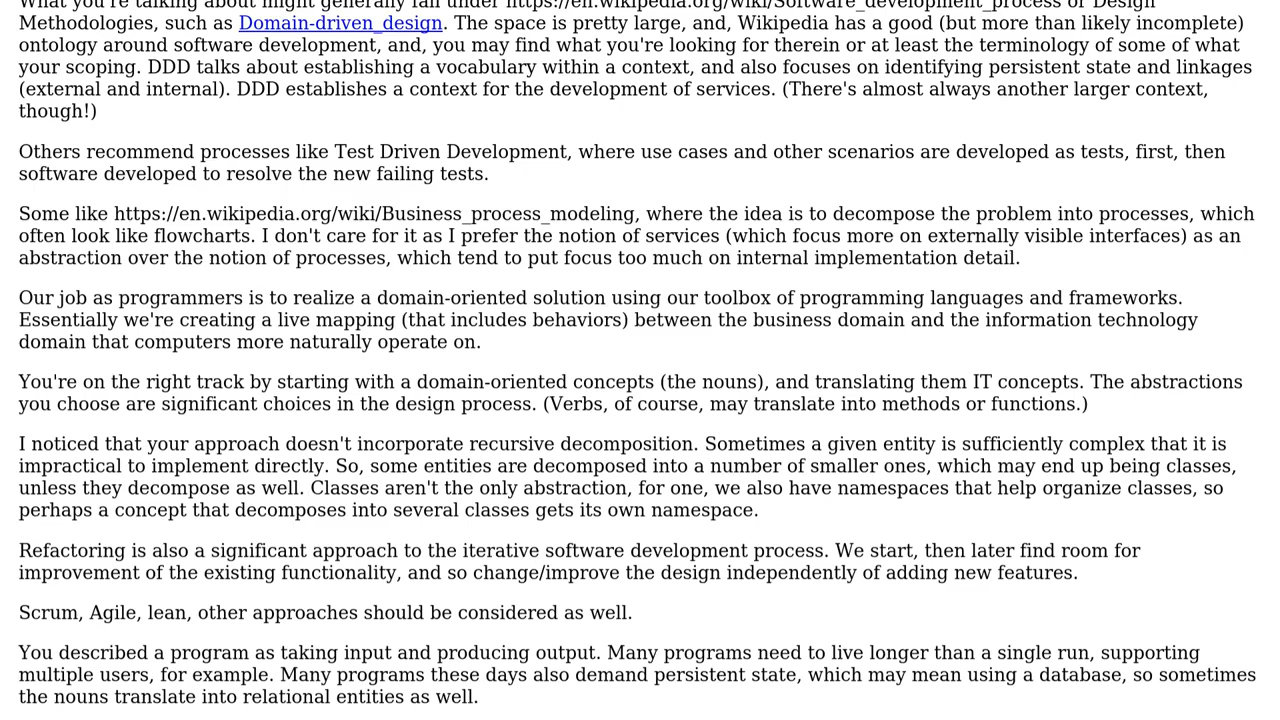 What you're talking about might generally fall under https://en.wikipedia.org/wiki/Software_development_process or Design
Methodologies, such as Domain-driven_design. The space is pretty large, and, Wikipedia has a good (but more than likely incomplete)
ontology around software development, and, you may find what you're looking for therein or at least the terminology of some of what
your scoping. DDD talks about establishing a vocabulary within a context, and also focuses on identifying persistent state and linkages
(external and internal). DDD establishes a context for the development of services. (There's almost always another larger context,
though!)
Others recommend processes like Test Driven Development, where use cases and other scenarios are developed as tests, first, then
software developed to resolve the new failing tests.
Some like https://en.wikipedia.org/wiki/Business_process_modeling, where the idea is to decompose the problem into processes, which
often look like flowcharts. I don't care for it as I prefer the notion of services (which focus more on externally visible interfaces) as an
abstraction over the notion of processes, which tend to put focus too much on internal implementation detail.
Our job as programmers is to realize a domain-oriented solution using our toolbox of programming languages and frameworks.
Essentially we're creating a live mapping (that includes behaviors) between the business domain and the information technology
domain that computers more naturally operate on.
You're on the right track by starting with a domain-oriented concepts (the nouns), and translating them IT concepts. The abstractions
you choose are significant choices in the design process. (Verbs, of course, may translate into methods or functions.)
I noticed that your approach doesn't incorporate recursive decomposition. Sometimes a given entity is sufficiently complex that it is
impractical to implement directly. So, some entities are decomposed into a number of smaller ones, which may end up being classes,
unless they decompose as well. Classes aren't the only abstraction, for one, we also have namespaces that help organize classes, so
perhaps a concept that decomposes into several classes gets its own namespace.
Refactoring is also a significant approach to the iterative software development process. We start, then later find room for
improvement of the existing functionality, and so change/improve the design independently of adding new features.
Scrum, Agile, lean, other approaches should be considered as well.
You described a program as taking input and producing output. Many programs need to live longer than a single run, supporting
multiple users, for example. Many programs these days also demand persistent state, which may mean using a database, so sometimes
the nouns translate into relational entities as well.